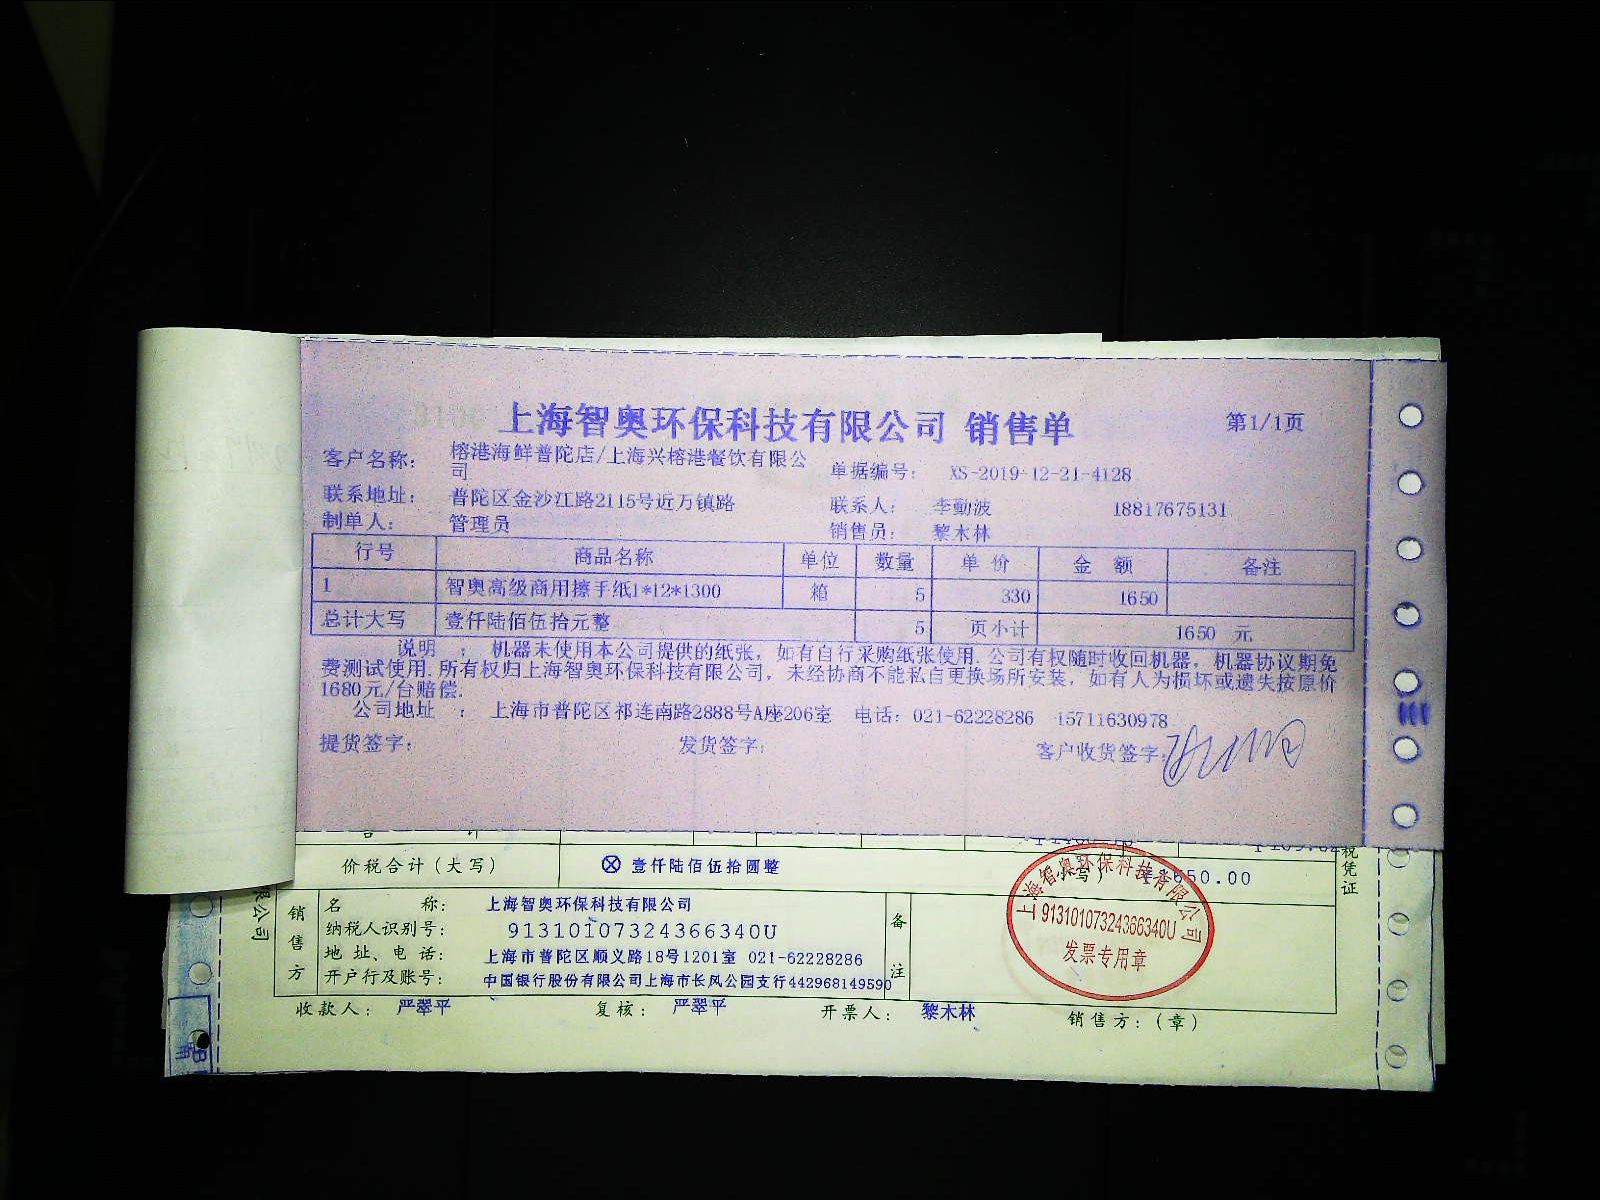 上海智奥环保科技有限公司 销售单
第1/1页
客户名称: 榕港海鲜普陀店/上海兴榕港餐饮有限公司
单据编号: XS-2019-12-21-4128
联系地址: 普陀区金沙江路2115号近万镇路
联系人: 李勤波 18817675131
制单人: 管理员
销售员: 黎木林
行号 商品名称 单位 数量 单价 金额 备注
1 智奥高级商用擦手纸1*12*1300 箱 5 330 1650
总计大写 壹仟陆佰伍拾元整 5 页小计 1650 元
说明 : 机器未使用本公司提供的纸张,如有自行采购纸张使用.公司有权随时收回机器,机器协议期免
费测试使用.所有权归上海智奥环保科技有限公司,未经协商不能私自更换场所安装,如有人为损坏或遗失按原价
1680元/台赔偿.
公司地址 : 上海市普陀区祁连南路2888号A座206室 电话: 021-62228286 15711630978
提货签字: 发货签字: 客户收货签字:
价税合计(大写) ⊗壹仟陆佰伍拾圆整
税凭证
限公司
销售方
名称: 上海智奥环保科技有限公司
纳税人识别号: 91310107324366340U
地址、电话: 上海市普陀区顺义路18号1201室 021-62228286
开户行及账号: 中国银行股份有限公司上海市长风公园支行442968149590
备注
上海智奥环保科技有限公司
91310107324366340U
发票专用章
收款人: 严翠平 复核: 严翠平 开票人: 黎木林 销售方:(章)